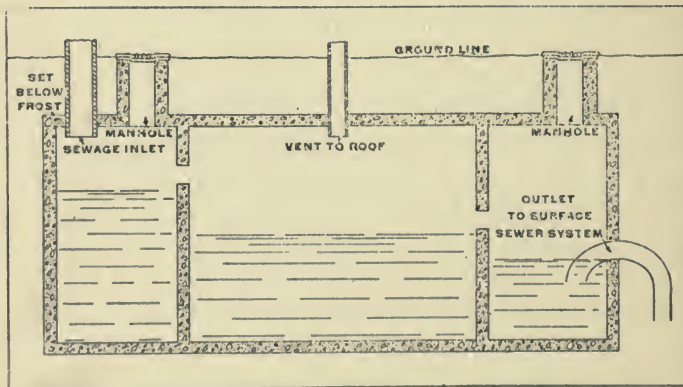 GROUND LINE
SET
BELOW
FROST
MANHOLE
SEWAGE INLET
VENT TO ROOF
MANHOLE
OUTLET
TO SURFACE
SEWER SYSTEM